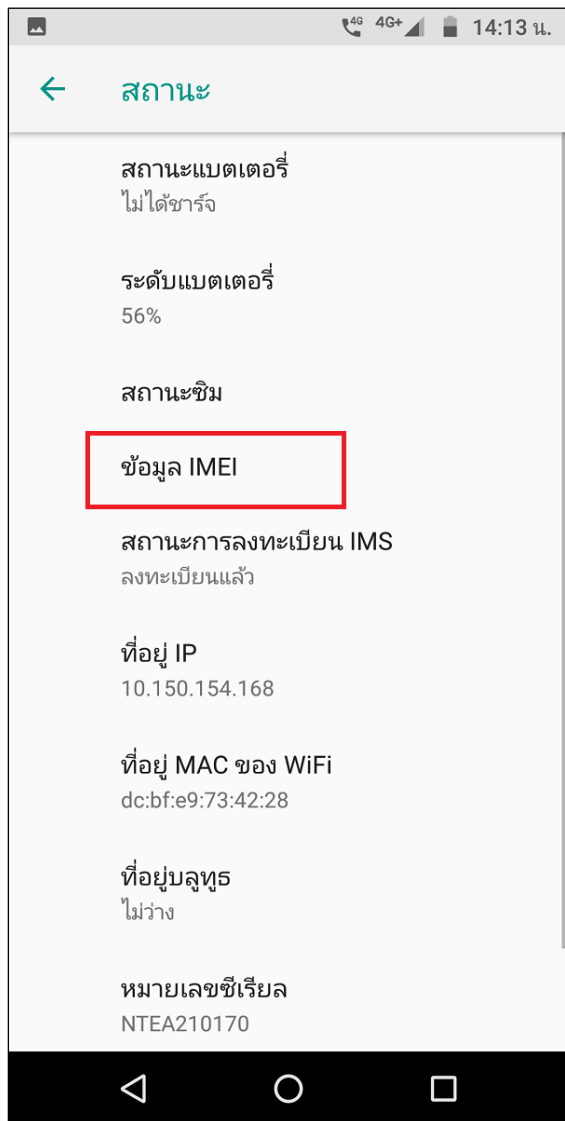 4G 4G+ 14:13 น.
สถานะ
สถานะแบตเตอรี่
ไม่ได้ชาร์จ
ระดับแบตเตอรี่
56%
สถานะซิม
ข้อมูล IMEI
สถานะการลงทะเบียน IMS
ลงทะเบียนแล้ว
ที่อยู่ IP
10.150.154.168
ที่อยู่ MAC ของ WiFi
dc:bf:e9:73:42:28
ที่อยู่บลูทูธ
ไม่ว่าง
หมายเลขซีเรียล
NTEA210170